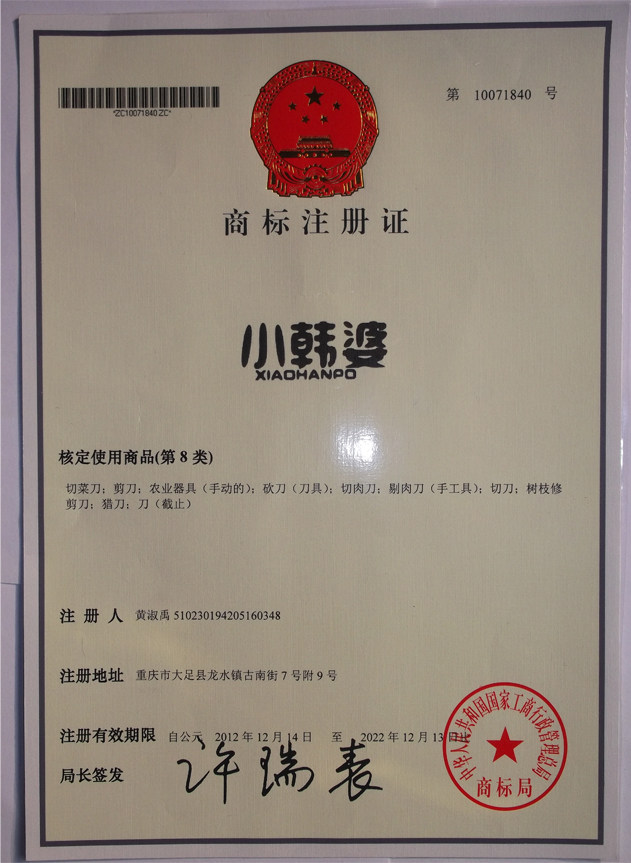 *ZC10071840ZC*
第 10071840 号
商标注册证
小韩婆
XIAOHANPO
核定使用商品(第 8 类)
切菜刀；剪刀；农业器具（手动的）；砍刀（刀具）；切肉刀；剔肉刀（手工具）；切刀；树枝修
剪刀；猎刀；刀（截止）
注 册 人 黄淑禹 510230194205160348
注册地址 重庆市大足县龙水镇古南街 7 号附 9 号
注册有效期限 自公元 2012 年 12 月 14 日 至 2022 年 12 月 13 日止
局长签发 许瑞表
中华人民共和国国家工商行政管理总局
商标局